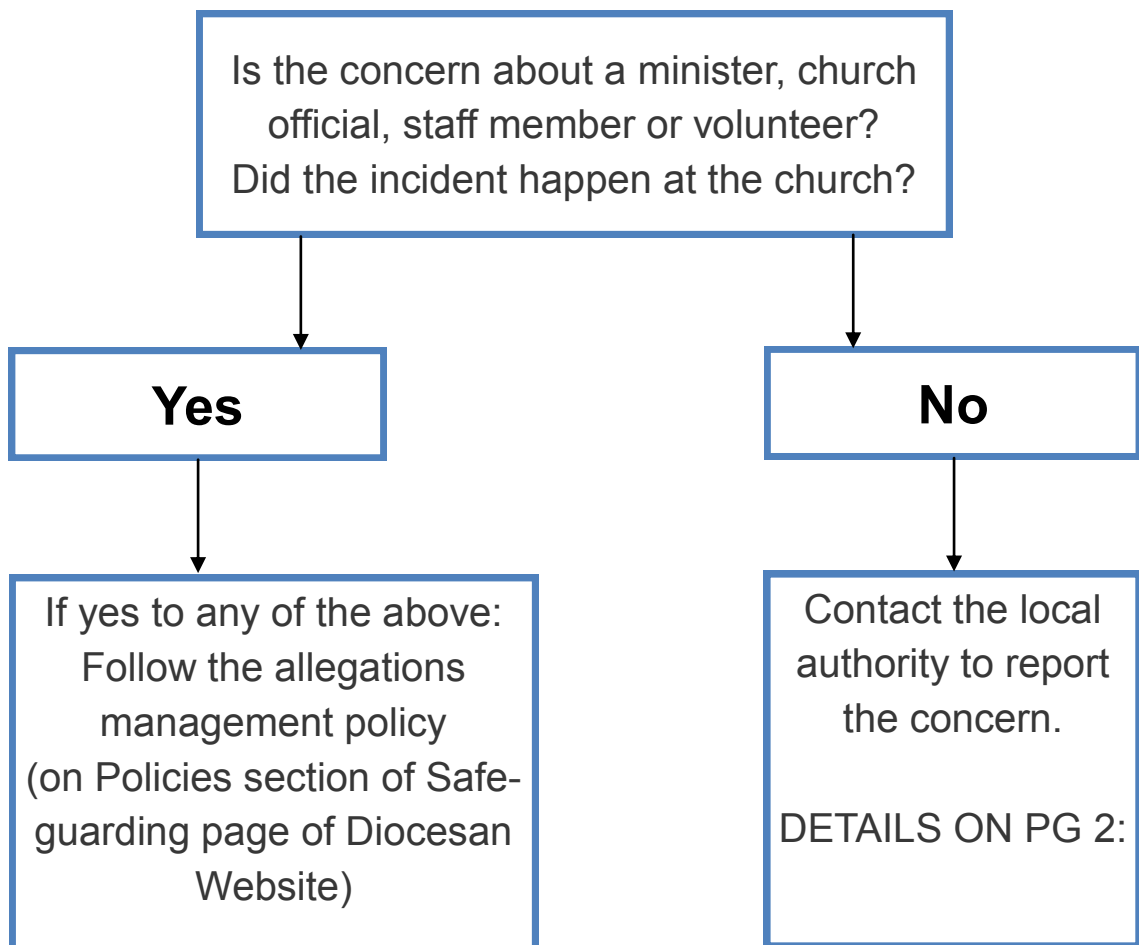 Is the concern about a minister, church
official, staff member or volunteer?
Did the incident happen at the church?
Yes
No
If yes to any of the above:
Follow the allegations
management policy
(on Policies section of Safe-
guarding page of Diocesan
Website)
Contact the local
authority to report
the concern.
DETAILS ON PG 2: